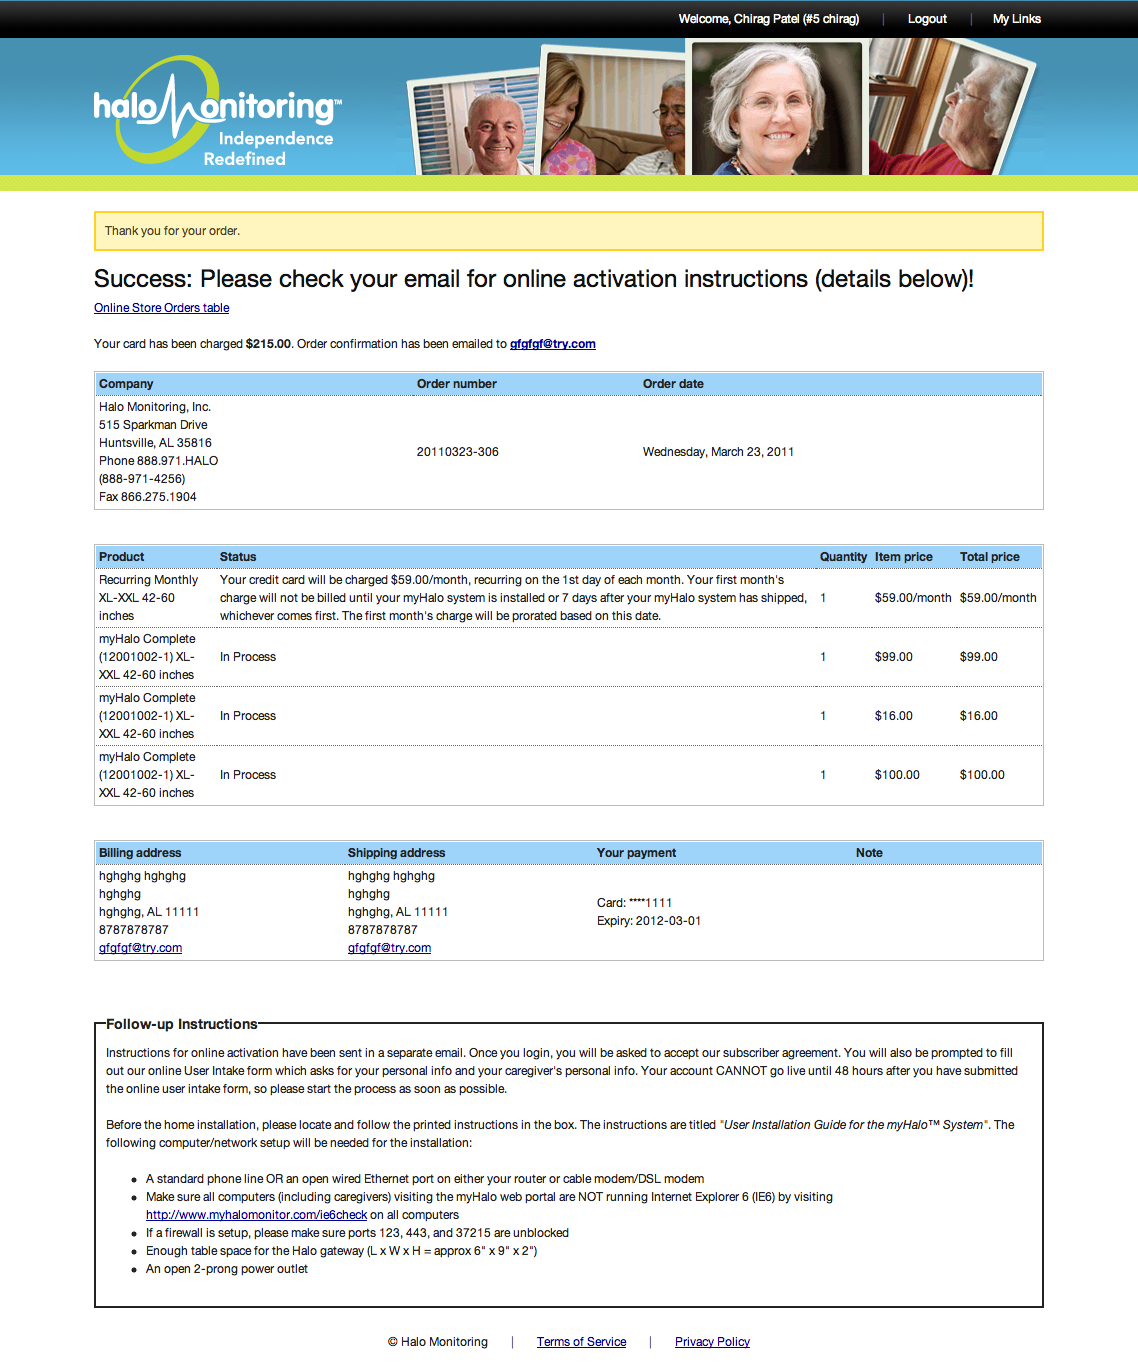 Welcome, Chirag Patel (#5 chirag) | Logout | My Links
haloMonitoring™
Independence
Redefined
Thank you for your order.
Success: Please check your email for online activation instructions (details below)!
Online Store Orders table
Your card has been charged $215.00. Order confirmation has been emailed to gfgfgf@try.com
Company Order number Order date
Halo Monitoring, Inc.
515 Sparkman Drive
Huntsville, AL 35816
Phone 888.971.HALO
(888-971-4256)
Fax 866.275.1904
20110323-306
Wednesday, March 23, 2011
Product Status Quantity Item price Total price
Recurring Monthly
XL-XXL 42-60
inches
Your credit card will be charged $59.00/month, recurring on the 1st day of each month. Your first month's
charge will not be billed until your myHalo system is installed or 7 days after your myHalo system has shipped,
whichever comes first. The first month's charge will be prorated based on this date.
1 $59.00/month $59.00/month
myHalo Complete
(12001002-1) XL-
XXL 42-60 inches
In Process 1 $99.00 $99.00
myHalo Complete
(12001002-1) XL-
XXL 42-60 inches
In Process 1 $16.00 $16.00
myHalo Complete
(12001002-1) XL-
XXL 42-60 inches
In Process 1 $100.00 $100.00
Billing address Shipping address Your payment Note
hghghg hghghg
hghghg
hghghg, AL 11111
8787878787
gfgfgf@try.com
hghghg hghghg
hghghg
hghghg, AL 11111
8787878787
gfgfgf@try.com
Card: ****1111
Expiry: 2012-03-01
Follow-up Instructions
Instructions for online activation have been sent in a separate email. Once you login, you will be asked to accept our subscriber agreement. You will also be prompted to fill
out our online User Intake form which asks for your personal info and your caregiver's personal info. Your account CANNOT go live until 48 hours after you have submitted
the online user intake form, so please start the process as soon as possible.
Before the home installation, please locate and follow the printed instructions in the box. The instructions are titled "User Installation Guide for the myHalo™ System". The
following computer/network setup will be needed for the installation:
• A standard phone line OR an open wired Ethernet port on either your router or cable modem/DSL modem
• Make sure all computers (including caregivers) visiting the myHalo web portal are NOT running Internet Explorer 6 (IE6) by visiting
http://www.myhalomonitor.com/ie6check on all computers
• If a firewall is setup, please make sure ports 123, 443, and 37215 are unblocked
• Enough table space for the Halo gateway (L x W x H = approx 6" x 9" x 2")
• An open 2-prong power outlet
© Halo Monitoring | Terms of Service | Privacy Policy